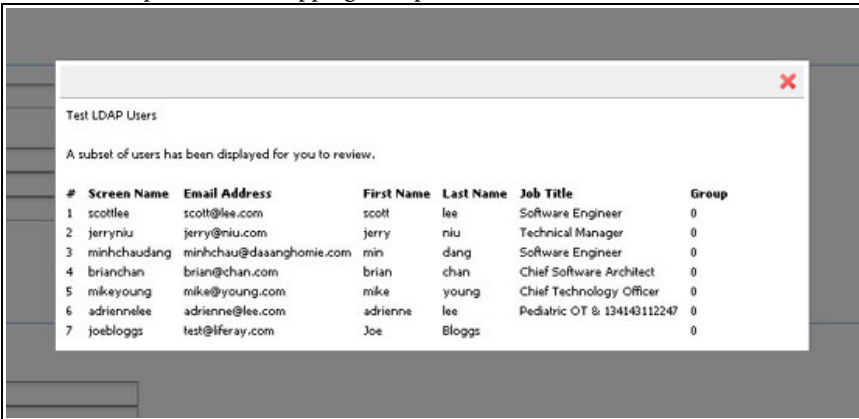 Test LDAP Users
A subset of users has been displayed for you to review.
# Screen Name Email Address First Name Last Name Job Title Group
1 scottlee scott@lee.com scott lee Software Engineer 0
2 jerryniu jerry@niu.com jerry niu Technical Manager 0
3 minhchaudang minhchau@daaanghomie.com min dang Software Engineer 0
4 brianchan brian@chan.com brian chan Chief Software Architect 0
5 mikeyoung mike@young.com mike young Chief Technology Officer 0
6 adriennelee adrienne@lee.com adrienne lee Pediatric OT & 134143112247 0
7 joebloggs test@liferay.com Joe Bloggs 0